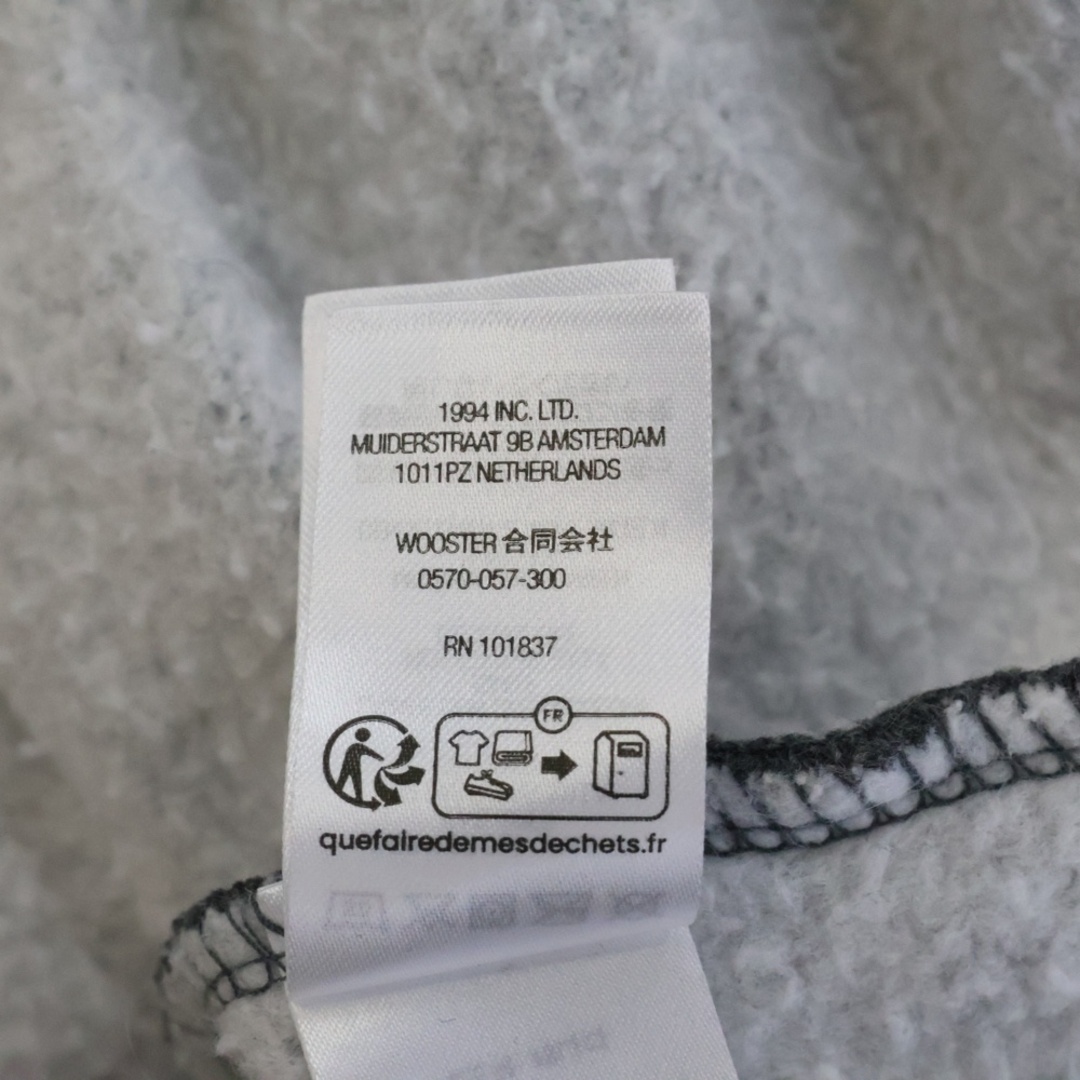 1994 INC. LTD.
MUIDERSTRAAT 9B AMSTERDAM
1011PZ NETHERLANDS
WOOSTER 合同会社
0570-057-300
RN 101837
FR
quefairedemesdechets.fr